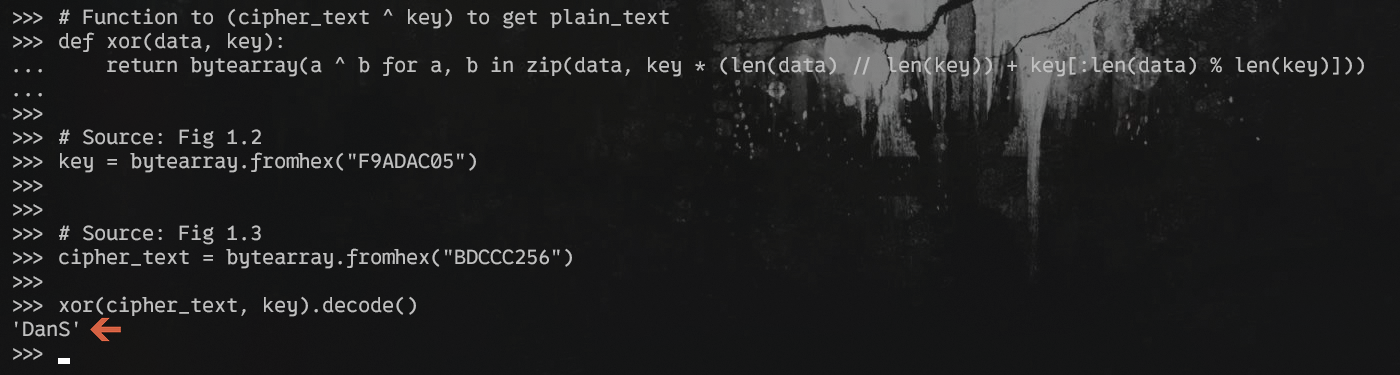 >>> # Function to (cipher_text ^ key) to get plain_text
>>> def xor(data, key):
...     return bytearray(a ^ b for a, b in zip(data, key * (len(data) // len(key)) + key[:len(data) % len(key)]))
...
>>>
>>> # Source: Fig 1.2
>>> key = bytearray.fromhex("F9ADAC05")
>>>
>>>
>>> # Source: Fig 1.3
>>> cipher_text = bytearray.fromhex("BDCCC256")
>>>
>>> xor(cipher_text, key).decode()
'DanS'
>>>